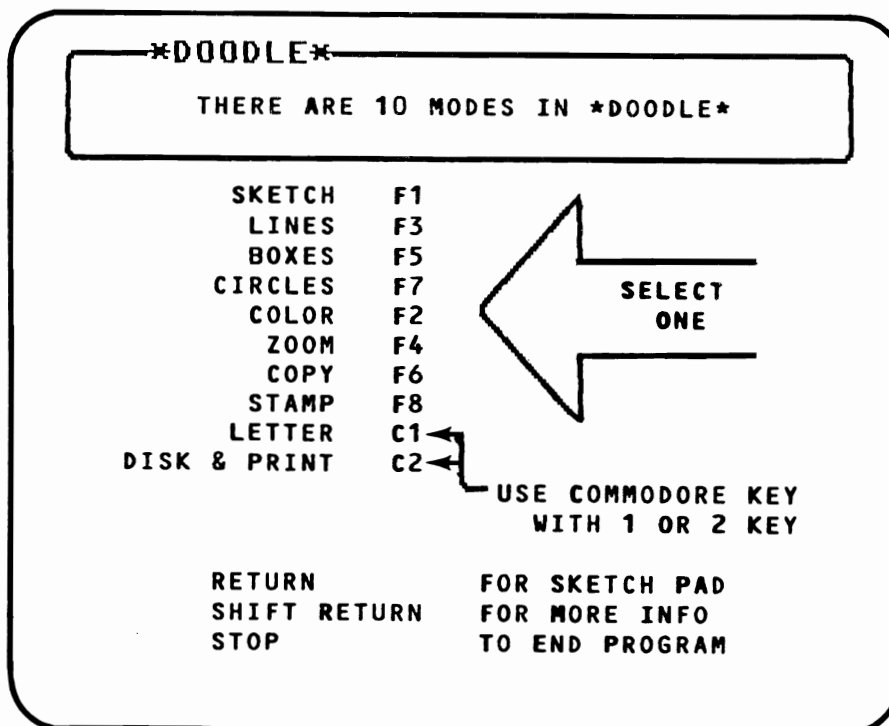 *DOODLE*
THERE ARE 10 MODES IN *DOODLE*
SKETCH F1
LINES F3
BOXES F5
CIRCLES F7
COLOR F2
ZOOM F4
COPY F6
STAMP F8
LETTER C1
DISK & PRINT C2
SELECT
ONE
USE COMMODORE KEY
WITH 1 OR 2 KEY
RETURN FOR SKETCH PAD
SHIFT RETURN FOR MORE INFO
STOP TO END PROGRAM